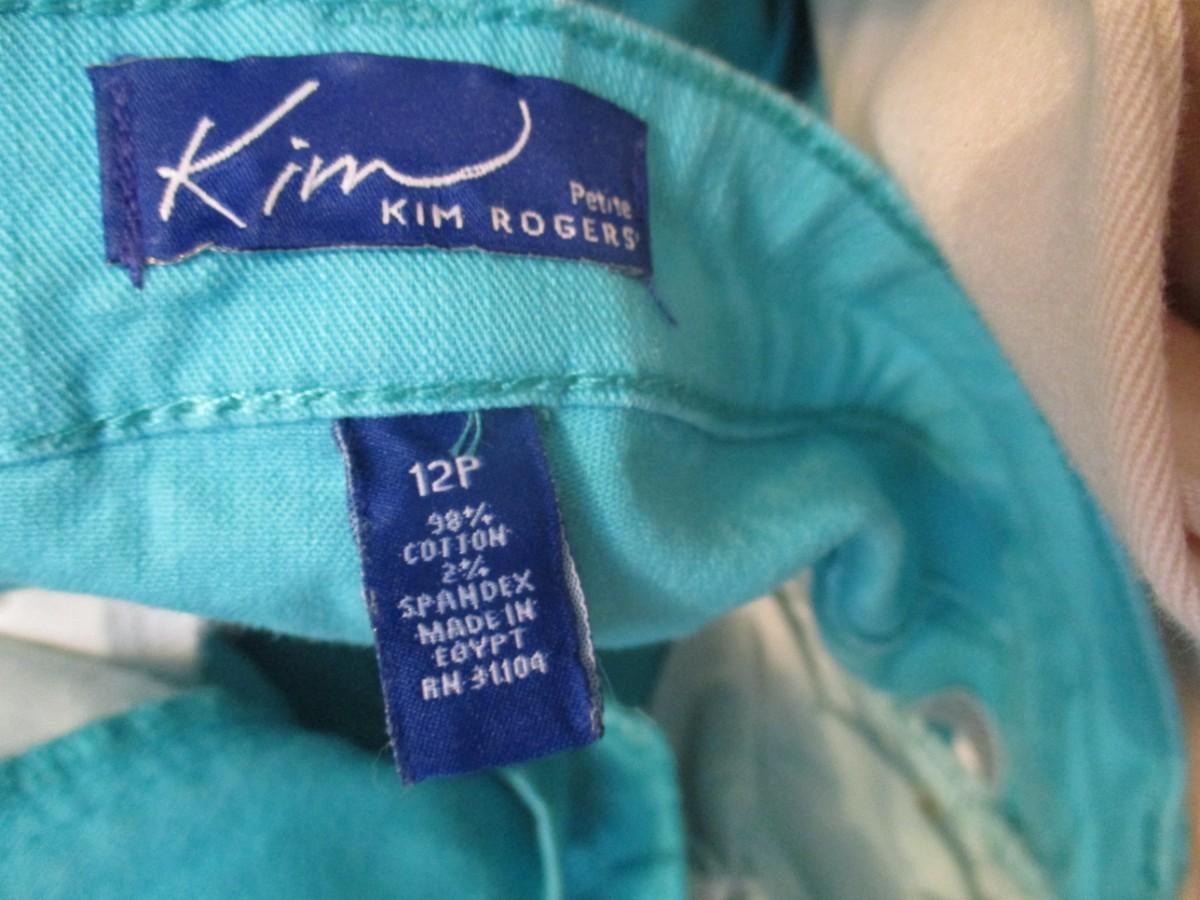 Kim
Petite
KIM ROGERS®
12P
98%
COTTON
2%
SPANDEX
MADE IN
EGYPT
RN 31104